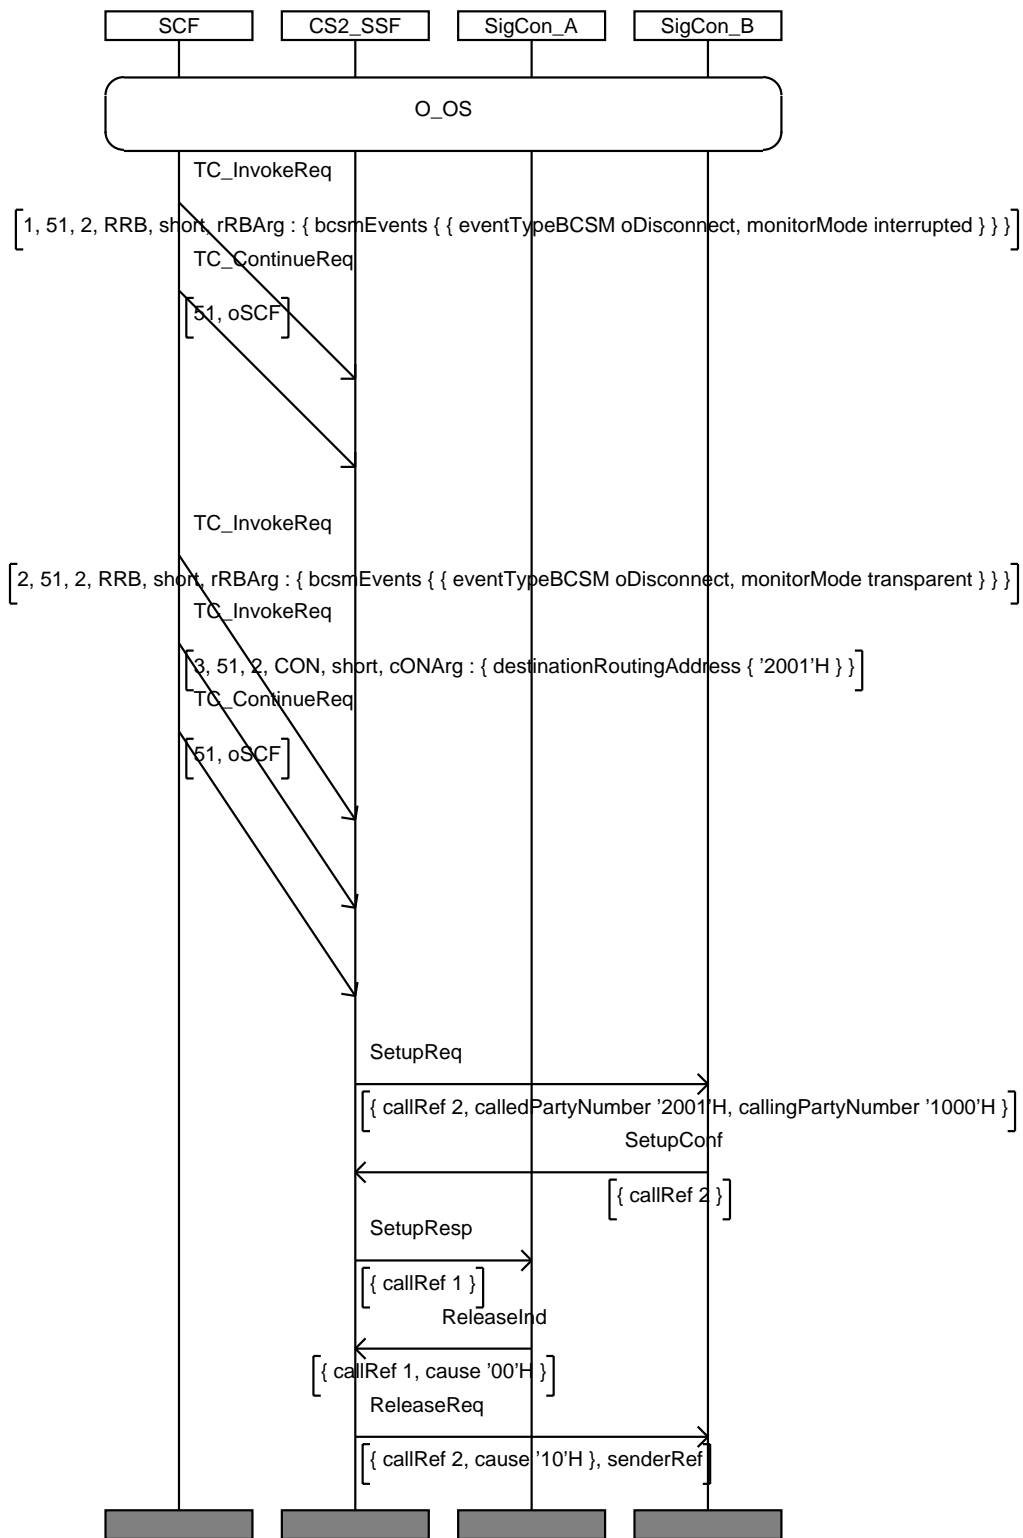 SCF CS2_SSF SigCon_A SigCon_B
O_OS
TC_InvokeReq
1, 51, 2, RRB, short, rRBArg : { bcsmEvents { { eventTypeBCSM oDisconnect, monitorMode interrupted } } }
TC_ContinueReq
51, oSCF
TC_InvokeReq
2, 51, 2, RRB, short, rRBArg : { bcsmEvents { { eventTypeBCSM oDisconnect, monitorMode transparent } } }
TC_InvokeReq
3, 51, 2, CON, short, cONArg : { destinationRoutingAddress { '2001'H } }
TC_ContinueReq
51, oSCF
SetupReq
{ callRef 2, calledPartyNumber '2001'H, callingPartyNumber '1000'H }
SetupConf
{ callRef 2 }
SetupResp
{ callRef 1 }
ReleaseInd
{ callRef 1, cause '00'H }
ReleaseReq
{ callRef 2, cause '10'H }, senderRef